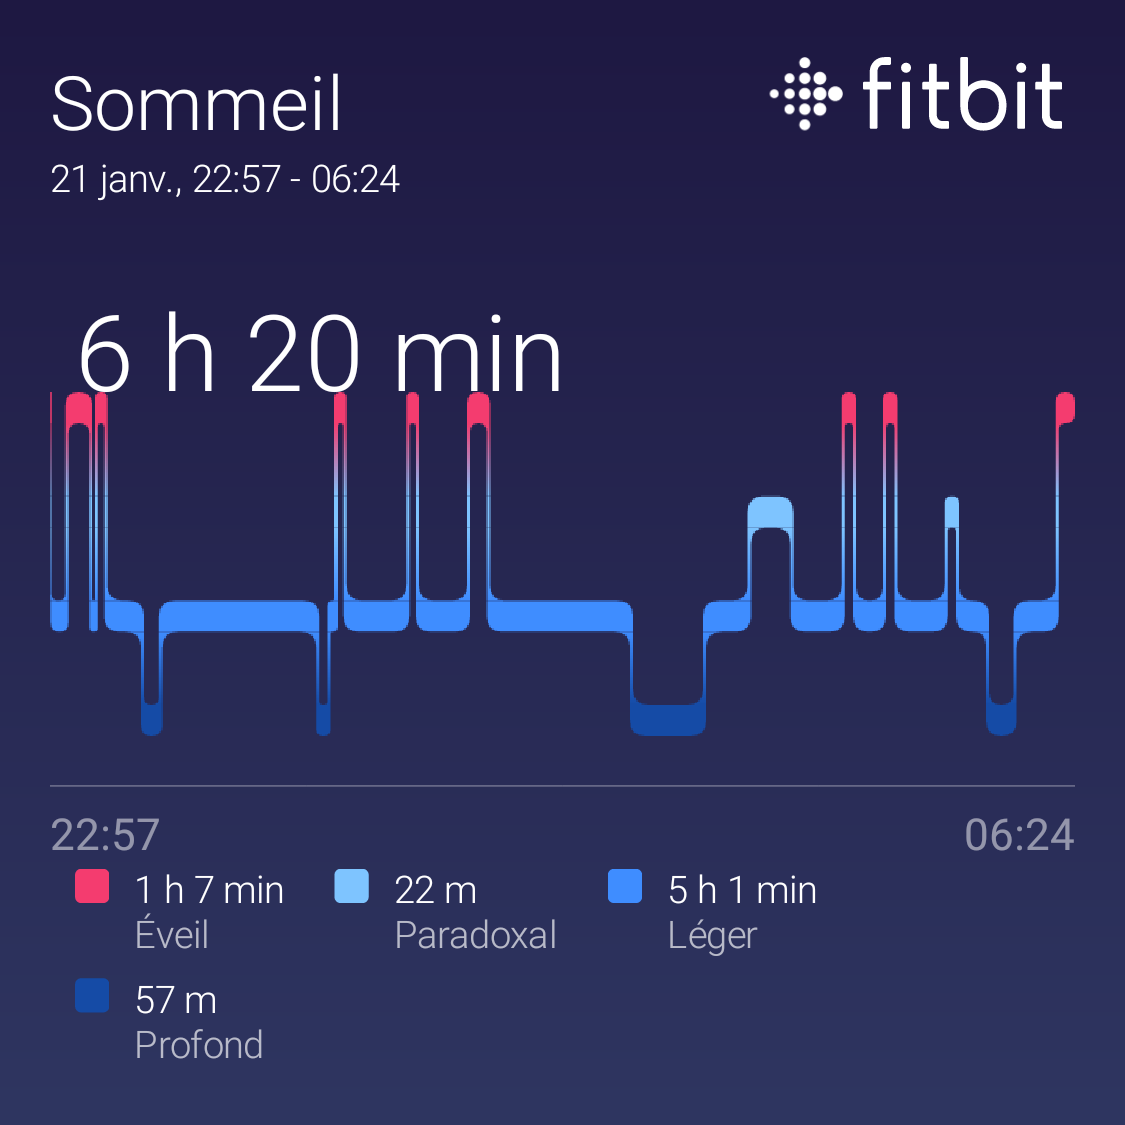 Sommeil
fitbit
21 janv., 22:57 - 06:24
6 h 20 min
22:57
06:24
1 h 7 min
Éveil
22 m
Paradoxal
5 h 1 min
Léger
57 m
Profond